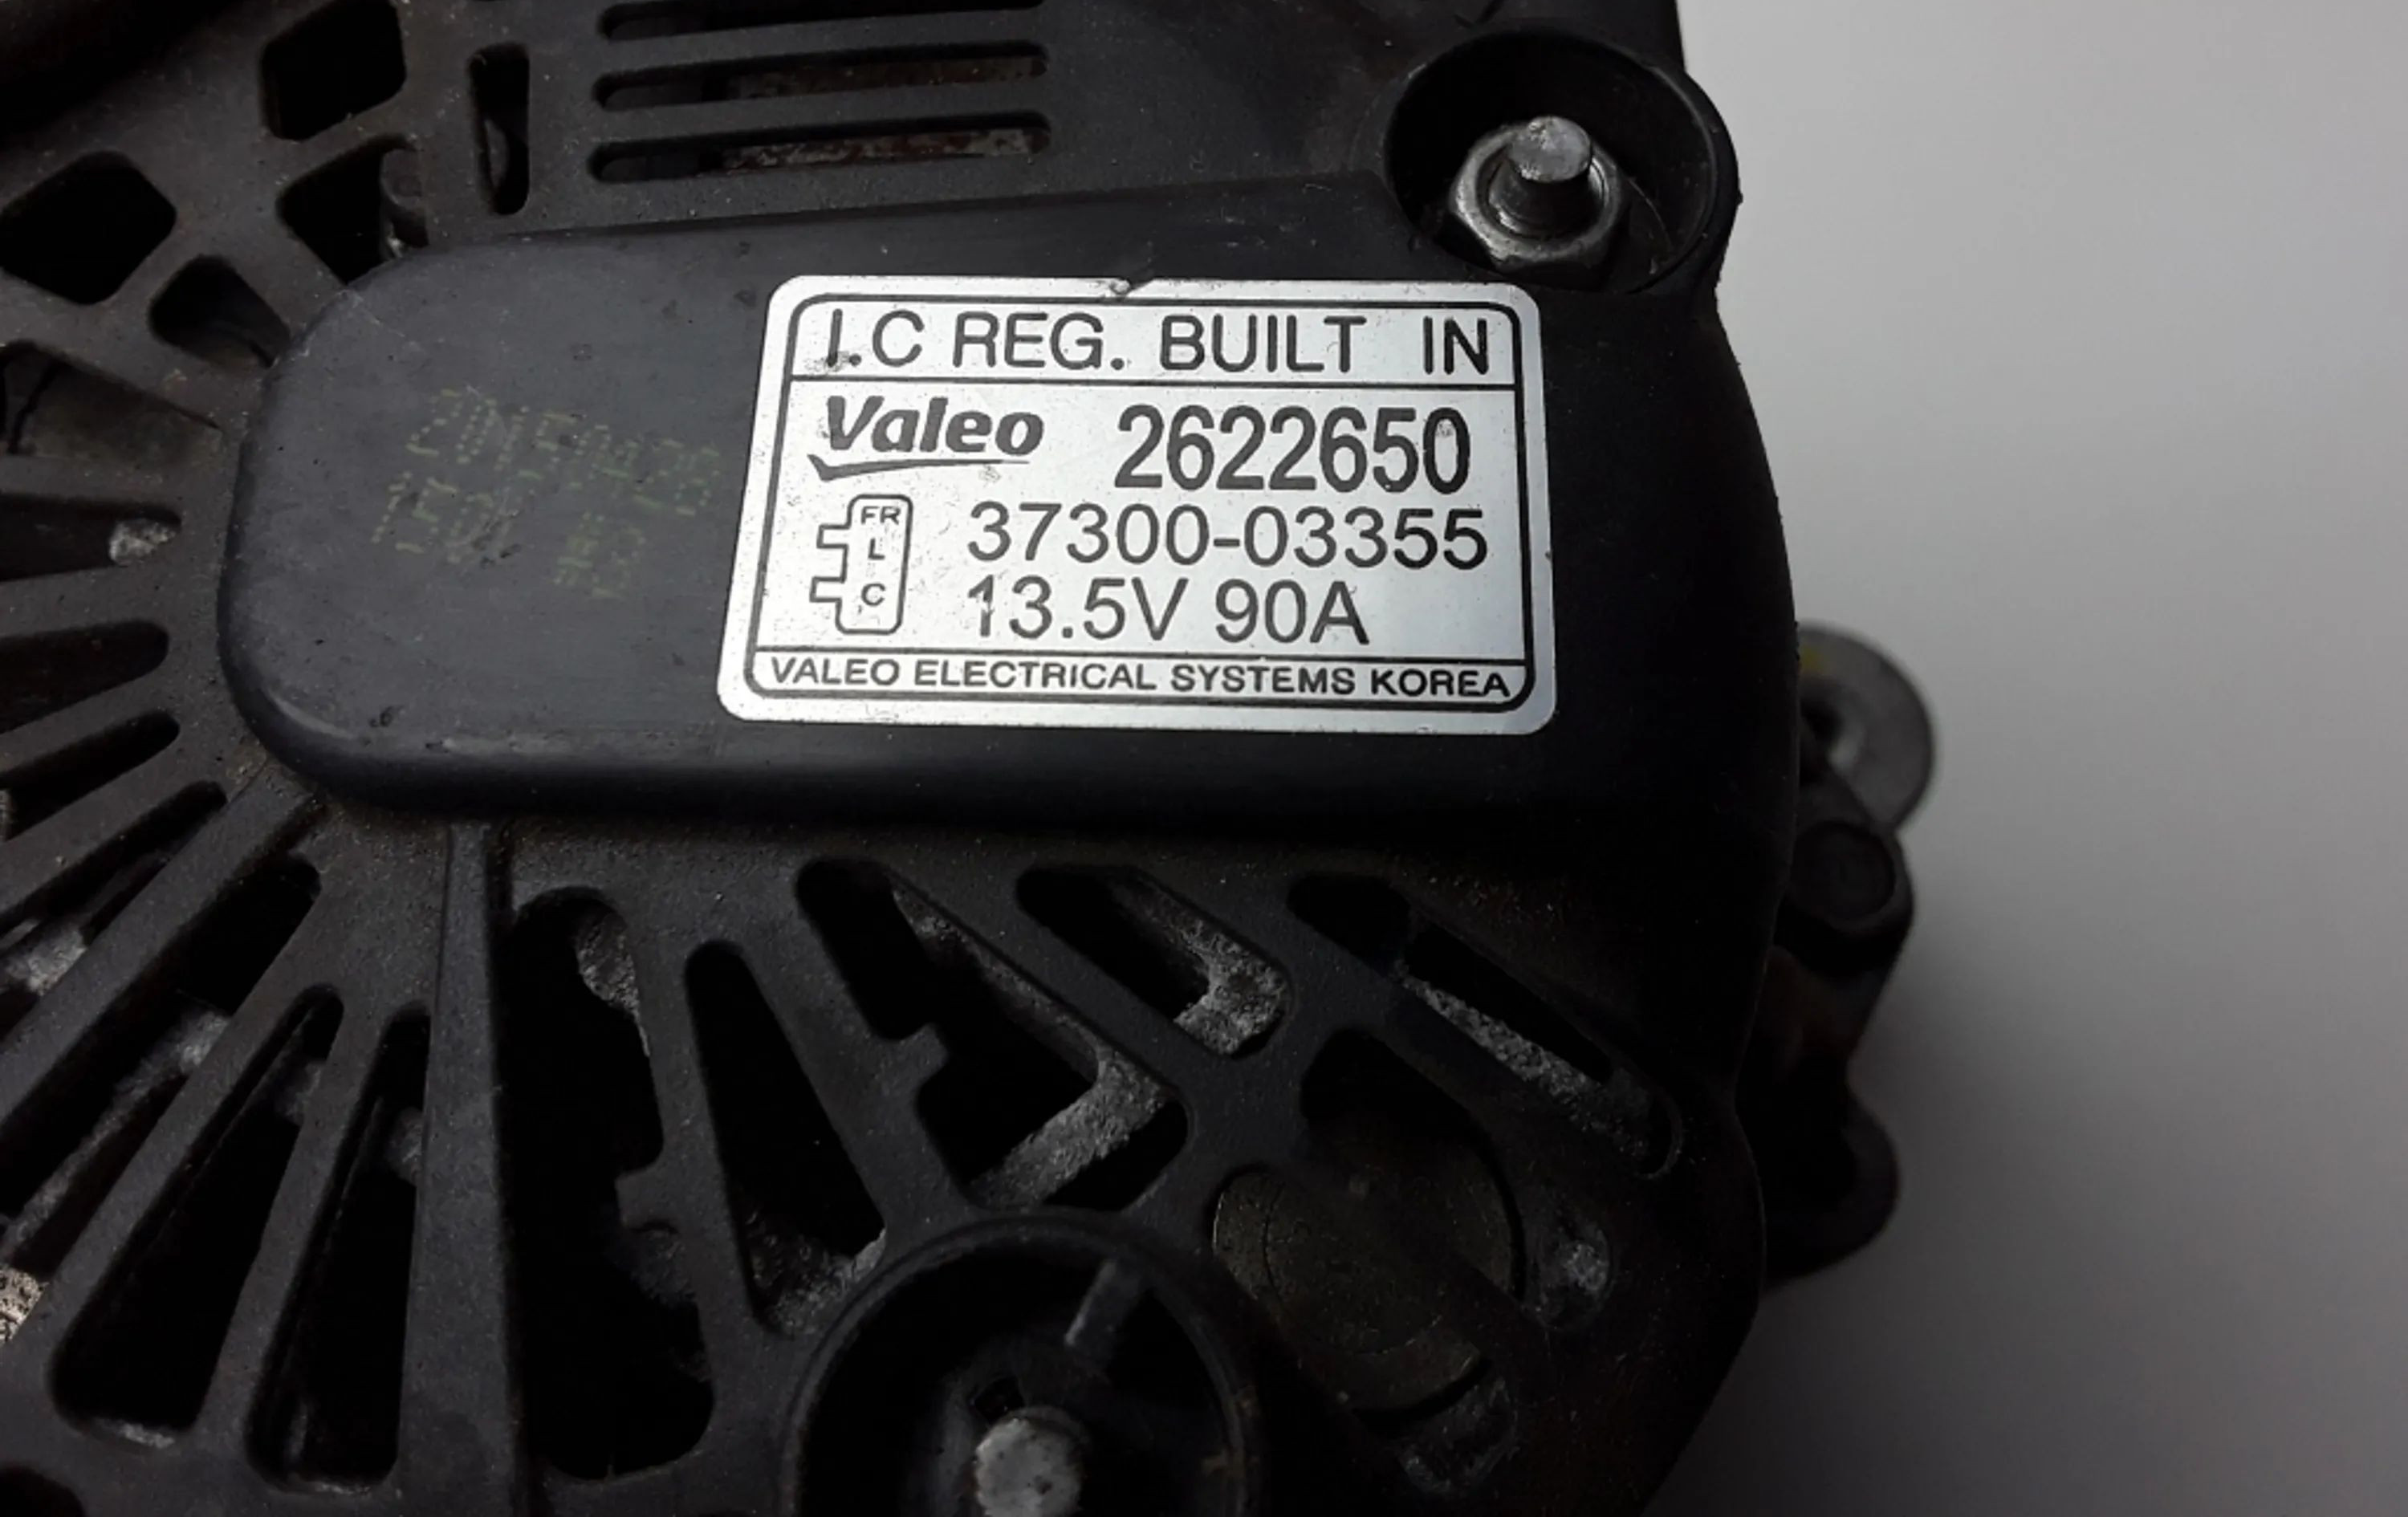 I.C REG. BUILT IN
Valeo 2622650
FR
L
C
37300-03355
13.5V 90A
VALEO ELECTRICAL SYSTEMS KOREA